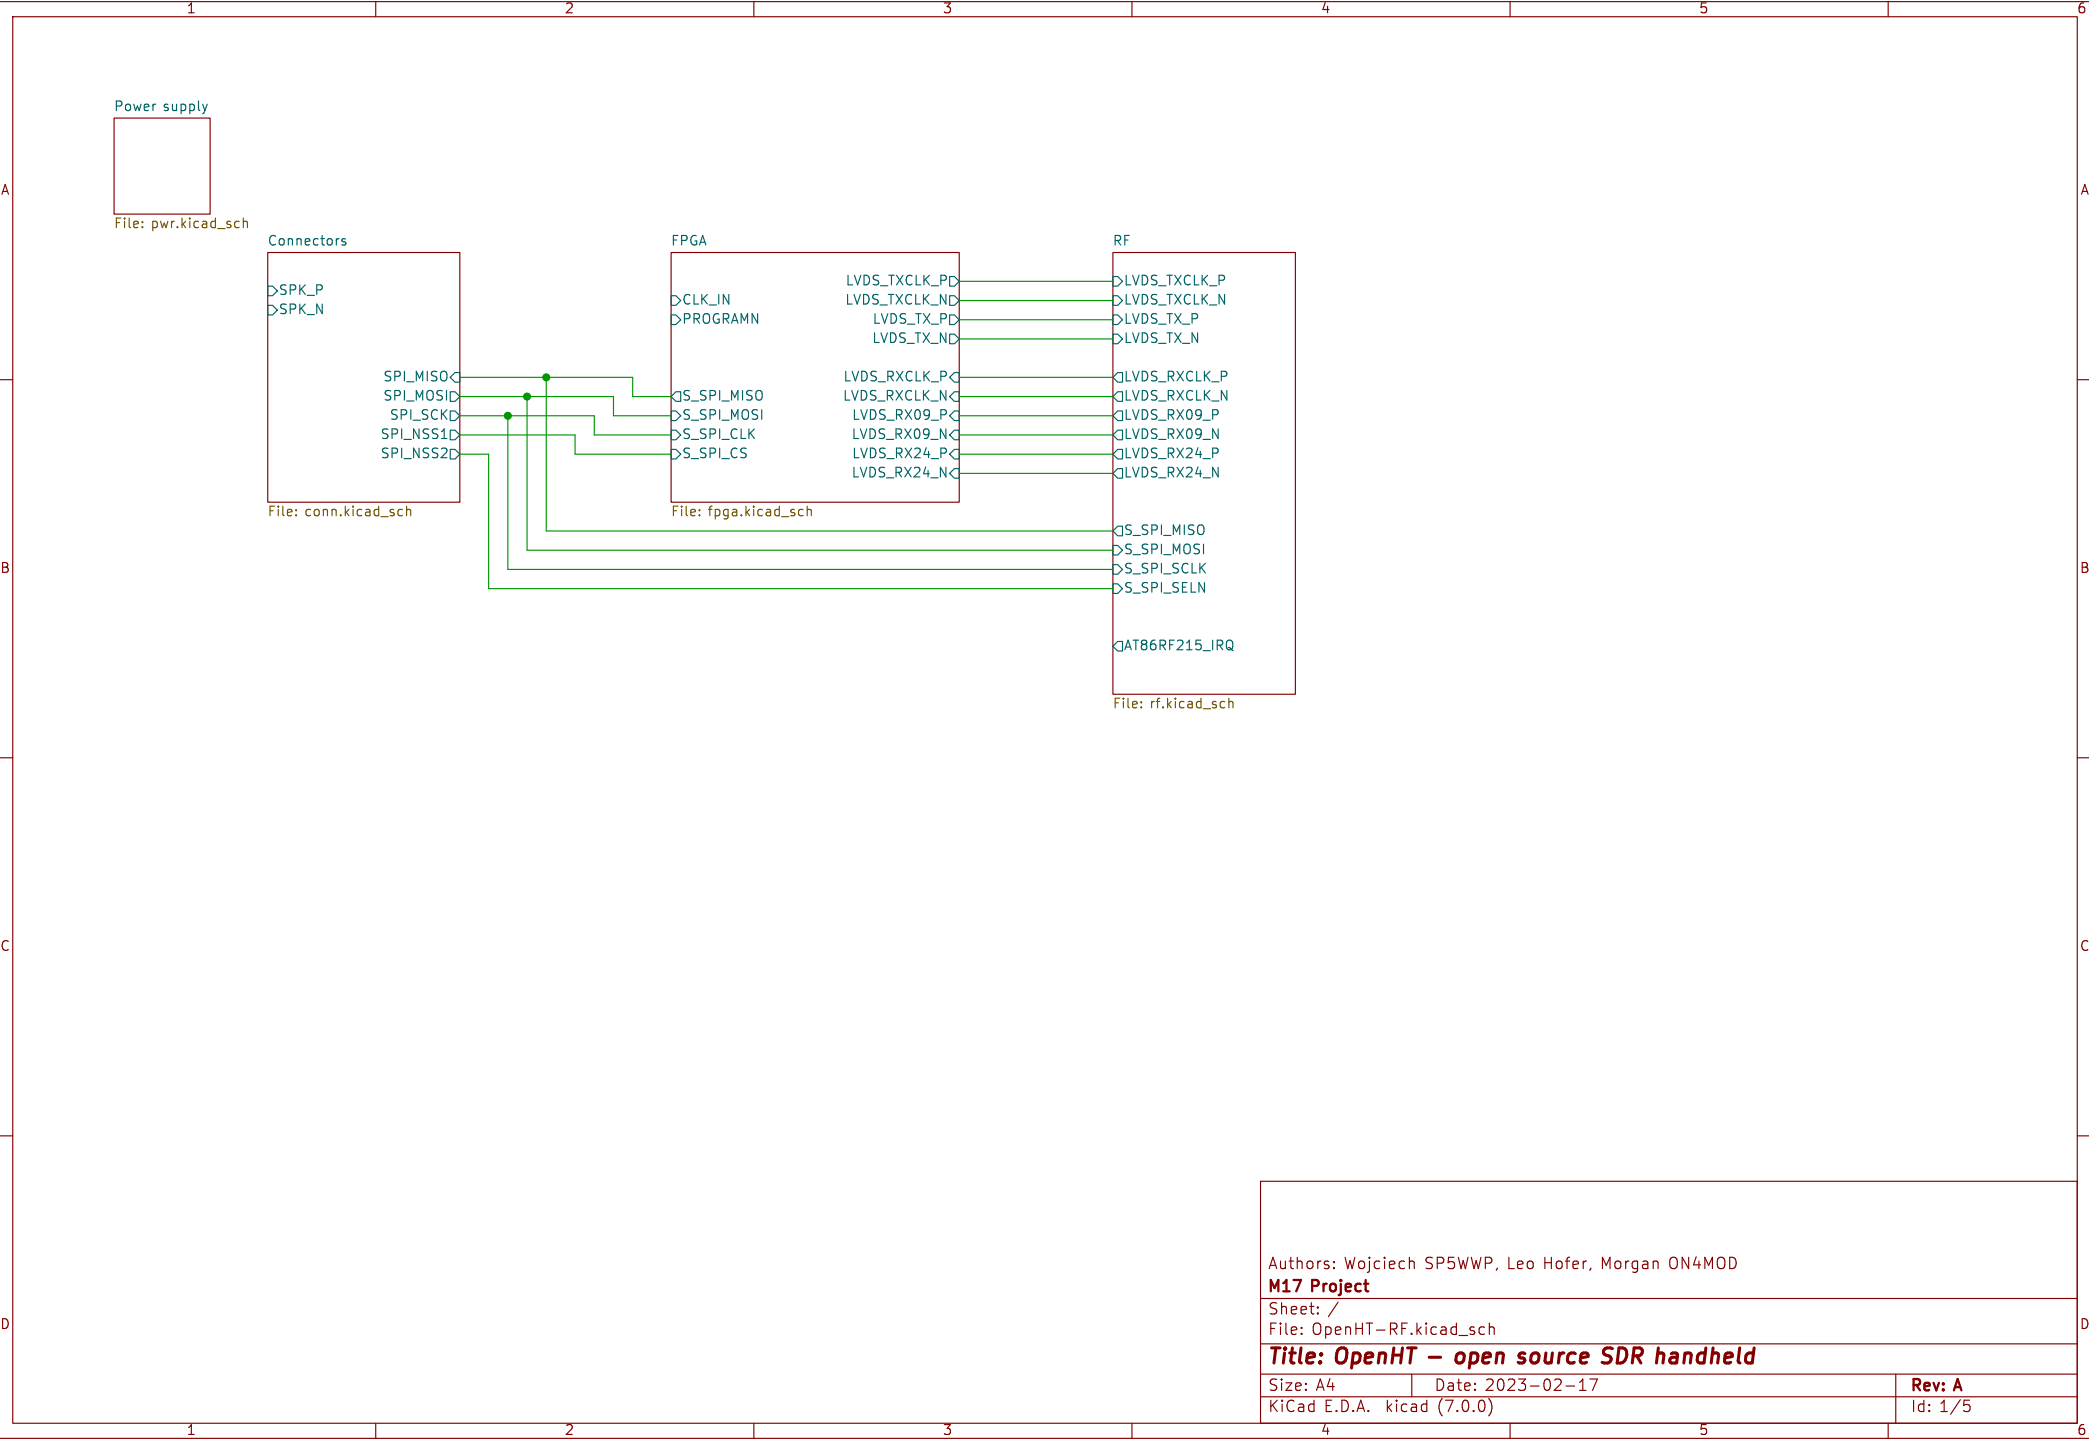 1 2 3 4 5 6
Power supply
A A
File: pwr.kicad_sch
Connectors
SPK_P
SPK_N
SPI_MISO
SPI_MOSI
SPI_SCK
SPI_NSS1
SPI_NSS2
File: conn.kicad_sch
FPGA
CLK_IN
PROGRAMN
S_SPI_MISO
S_SPI_MOSI
S_SPI_CLK
S_SPI_CS
LVDS_TXCLK_P
LVDS_TXCLK_N
LVDS_TX_P
LVDS_TX_N
LVDS_RXCLK_P
LVDS_RXCLK_N
LVDS_RX09_P
LVDS_RX09_N
LVDS_RX24_P
LVDS_RX24_N
File: fpga.kicad_sch
RF
LVDS_TXCLK_P
LVDS_TXCLK_N
LVDS_TX_P
LVDS_TX_N
LVDS_RXCLK_P
LVDS_RXCLK_N
LVDS_RX09_P
LVDS_RX09_N
LVDS_RX24_P
LVDS_RX24_N
S_SPI_MISO
S_SPI_MOSI
S_SPI_SCLK
S_SPI_SELN
AT86RF215_IRQ
File: rf.kicad_sch
B B
C C
D D
Authors: Wojciech SP5WWP, Leo Hofer, Morgan ON4MOD
M17 Project
Sheet: /
File: OpenHT-RF.kicad_sch
Title: OpenHT – open source SDR handheld
Size: A4 Date: 2023-02-17 Rev: A
KiCad E.D.A. kicad (7.0.0) Id: 1/5
1 2 3 4 5 6